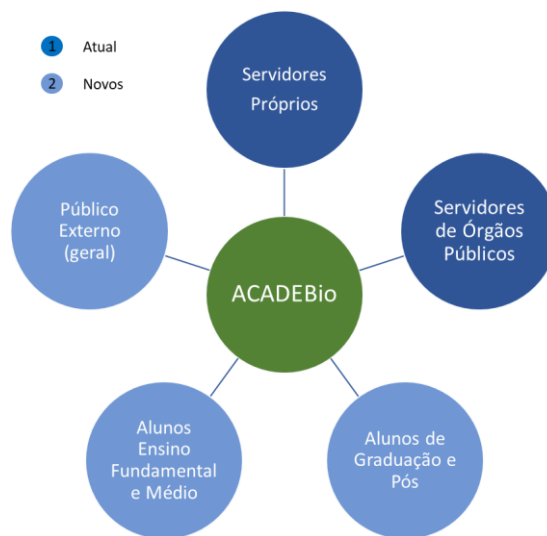 1 Atual
2 Novos
Servidores
Próprios
Público
Externo
(geral)
Servidores
de Órgãos
Públicos
ACADEBio
Alunos
Ensino
Fundamental
e Médio
Alunos de
Graduação e
Pós